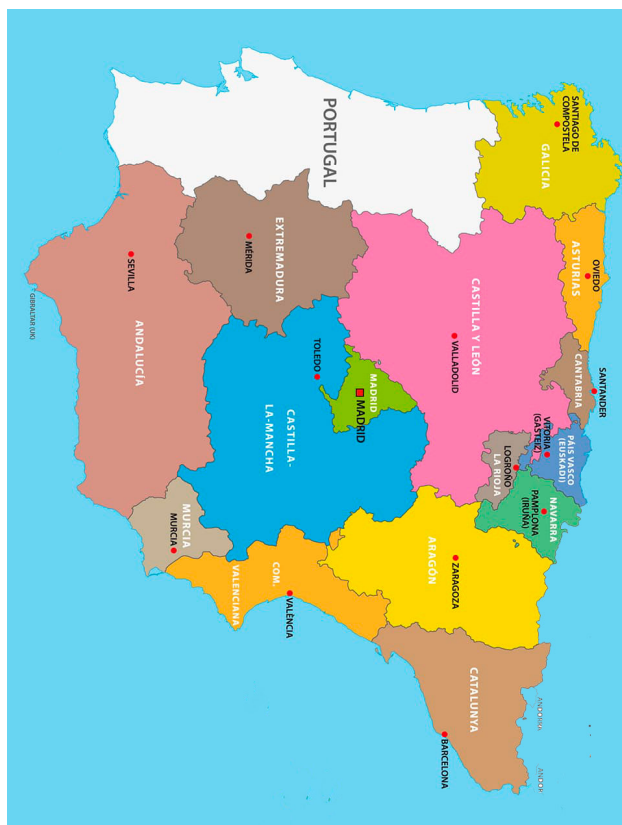 SANTIAGO DE
COMPOSTELA
GALICIA
OVIEDO
ASTURIAS
SANTANDER
CANTABRIA
PAÍS VASCO
(EUSKADI)
VITORIA
(GASTEIZ)
NAVARRA
PAMPLONA
(IRUÑA)
LOGROÑO
LA RIOJA
CASTILLA Y LEÓN
VALLADOLID
ARAGÓN
ZARAGOZA
CATALUNYA
BARCELONA
ANDORRA
ANDOR
PORTUGAL
MADRID
MADRID
TOLEDO
CASTILLA-
LA-MANCHA
EXTREMADURA
MÉRIDA
COM.
VALENCIANA
VALÈNCIA
MURCIA
MURCIA
ANDALUCÍA
SEVILLA
GIBRALTAR (UK)